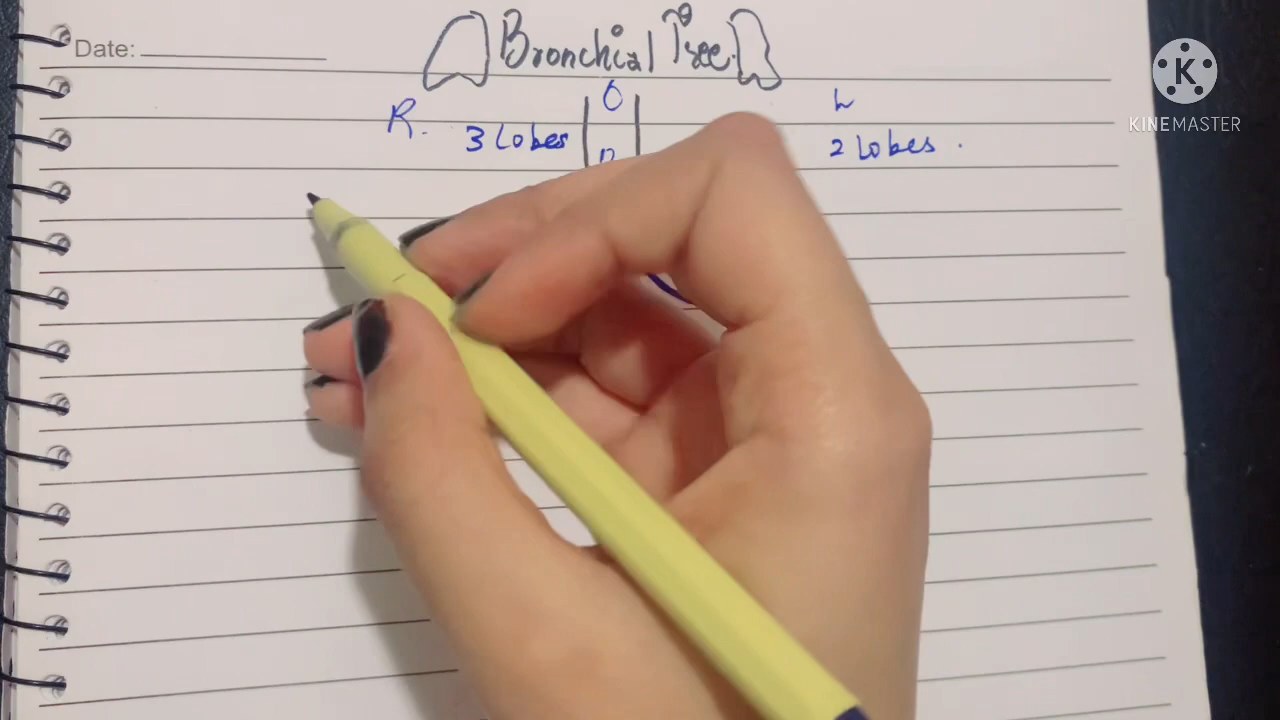 Bronchial Tree
Date:
R. L
3 Lobes 2 lobes.
KINEMASTER